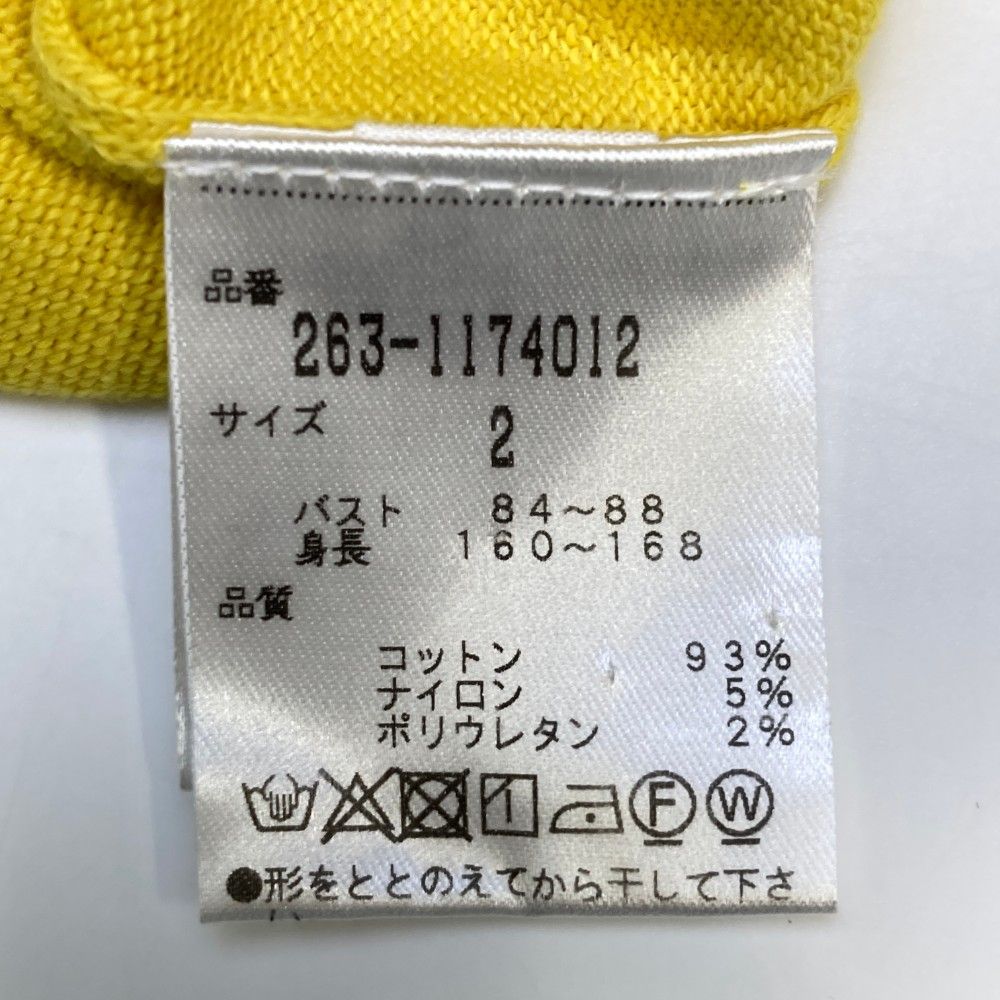 品番
263-1174012
サイズ 2
バスト 84〜88
身長 160〜168
品質
コットン 93%
ナイロン 5%
ポリウレタン 2%
F W
●形をととのえてから干して下さ